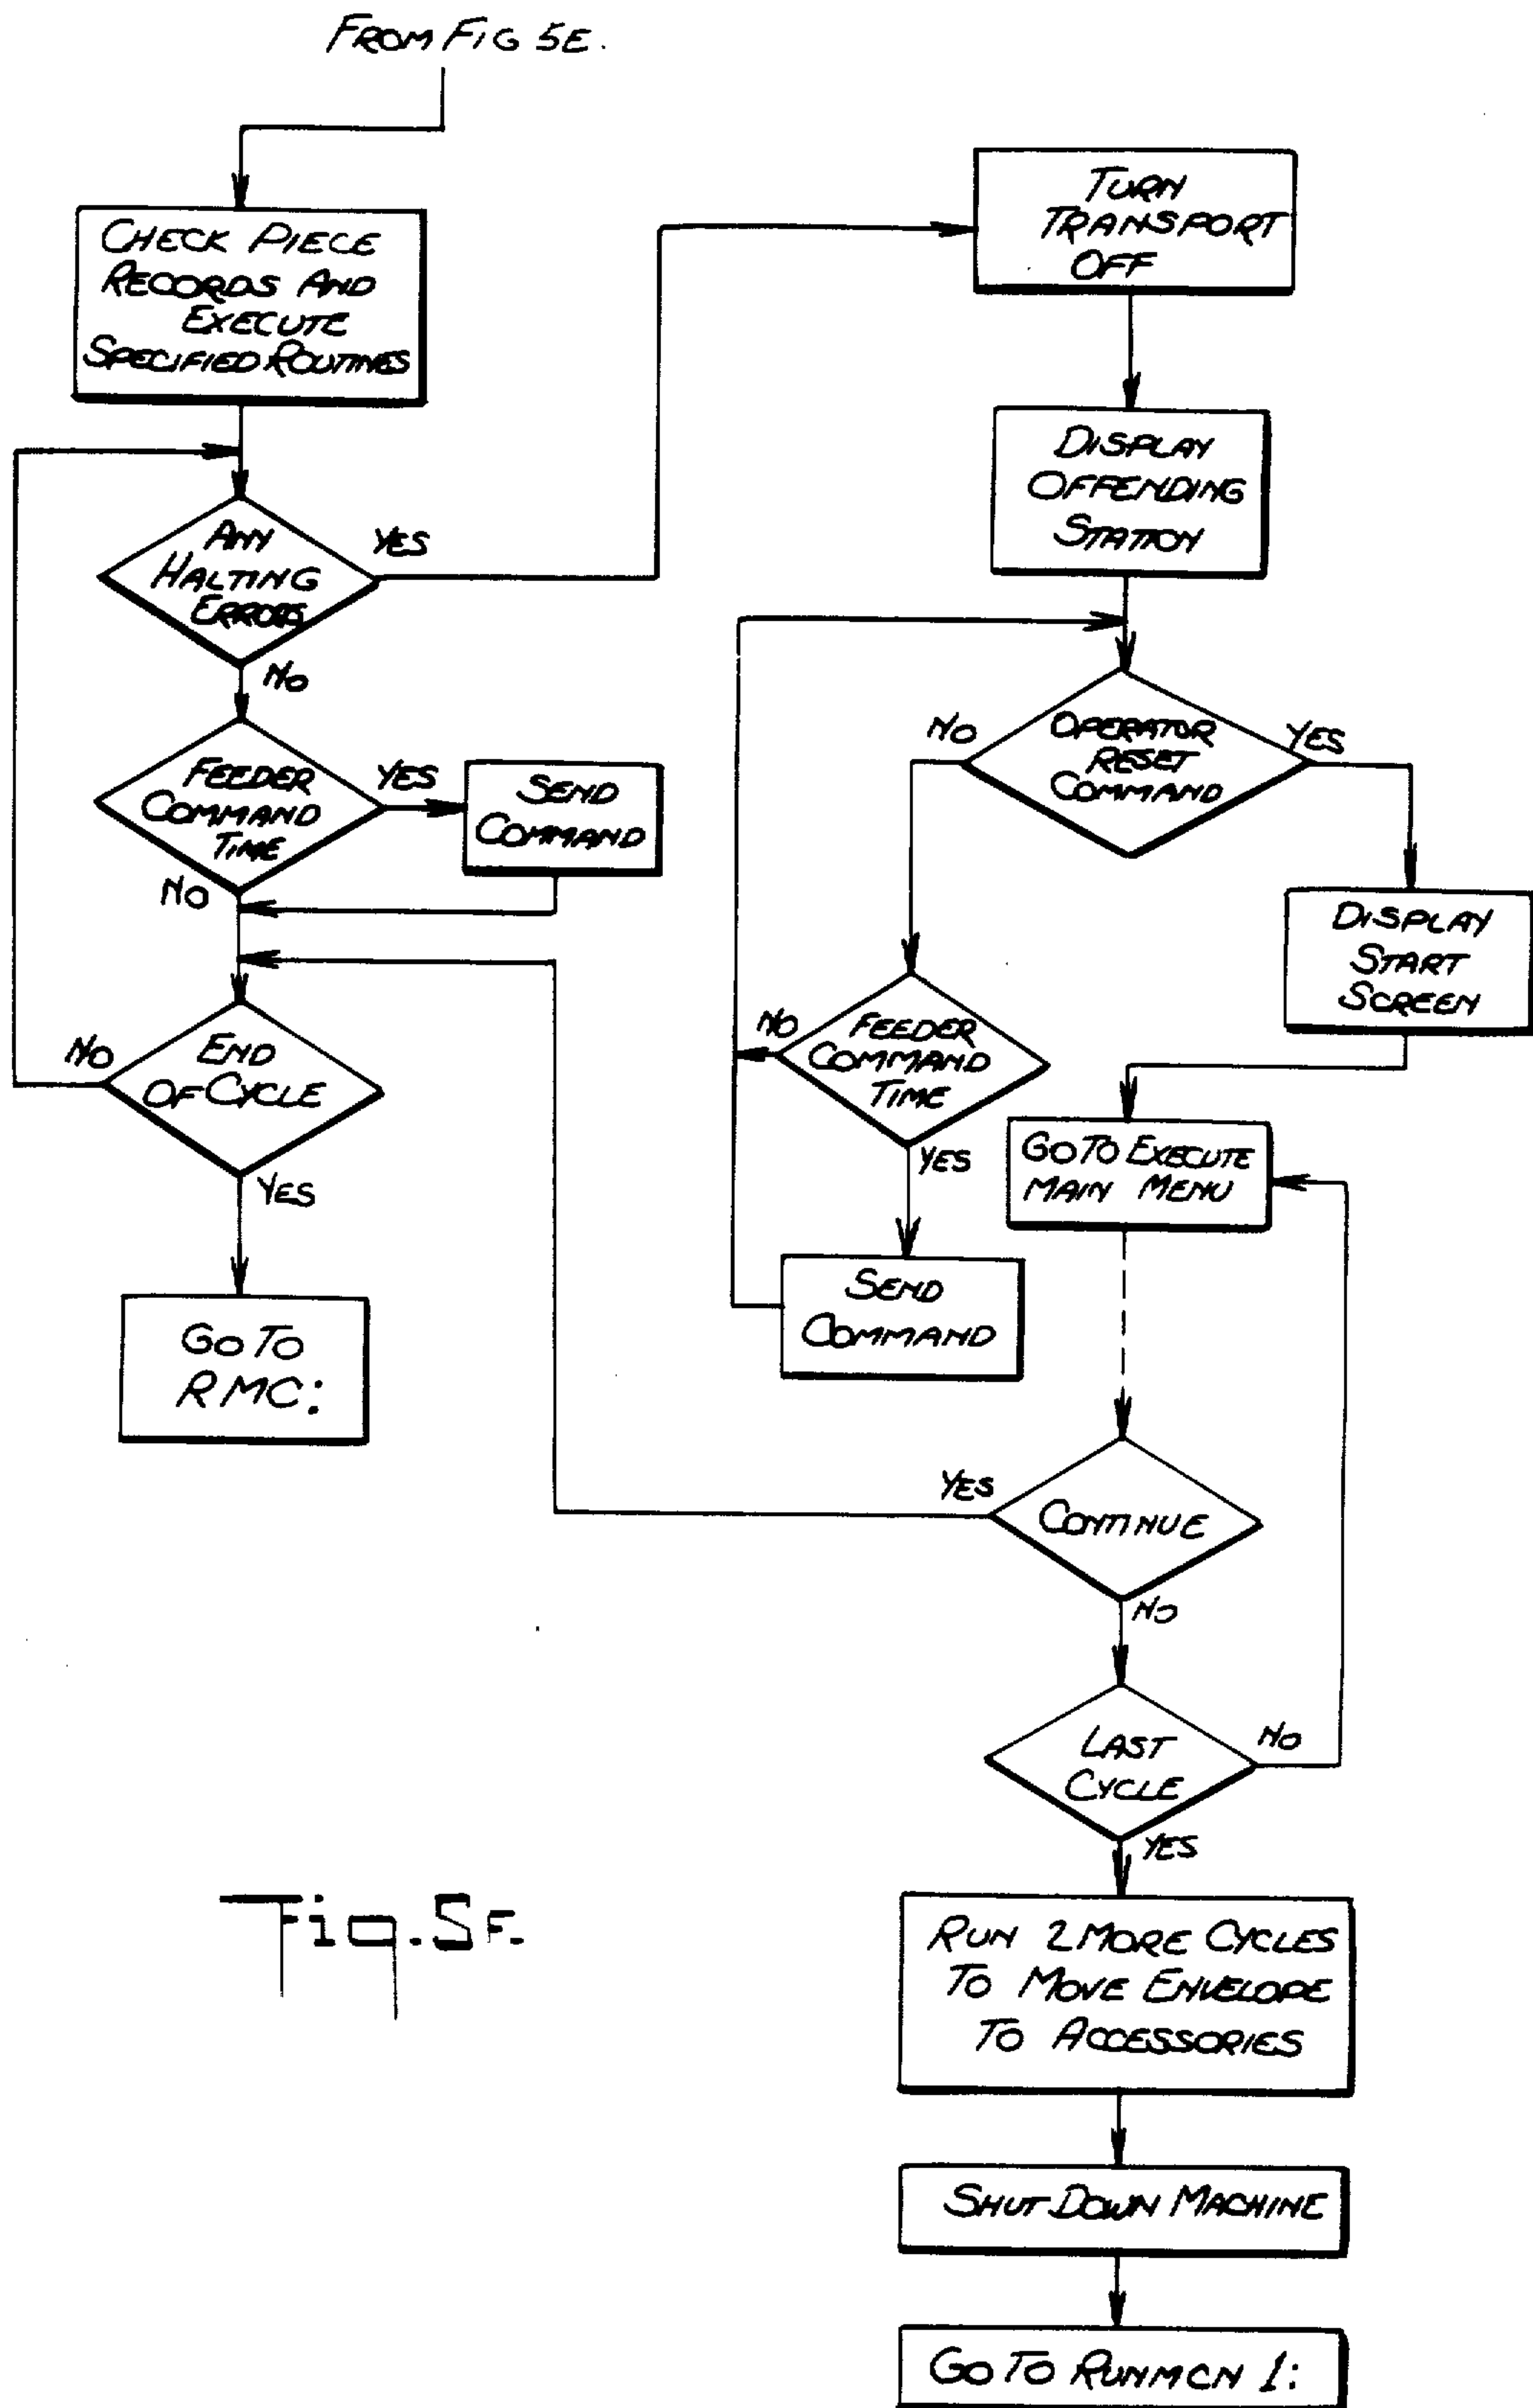 FROM FIG 5E.
CHECK PIECE
RECORDS AND
EXECUTE
SPECIFIED ROUTINES
ANY
HALTING
ERRORS
YES
NO
FEEDER
COMMAND
TIME
YES
SEND
COMMAND
NO
END
OF CYCLE
NO
YES
GO TO
RMC:
TURN
TRANSPORT
OFF
DISPLAY
OFFENDING
STATION
OPERATOR
RESET
COMMAND
NO
YES
DISPLAY
START
SCREEN
FEEDER
COMMAND
TIME
NO
YES
SEND
COMMAND
GO TO EXECUTE
MAIN MENU
CONTINUE
YES
NO
LAST
CYCLE
NO
YES
RUN 2 MORE CYCLES
TO MOVE ENVELOPE
TO ACCESSORIES
SHUT DOWN MACHINE
GO TO RUNMCN 1:
Fig. 5F.